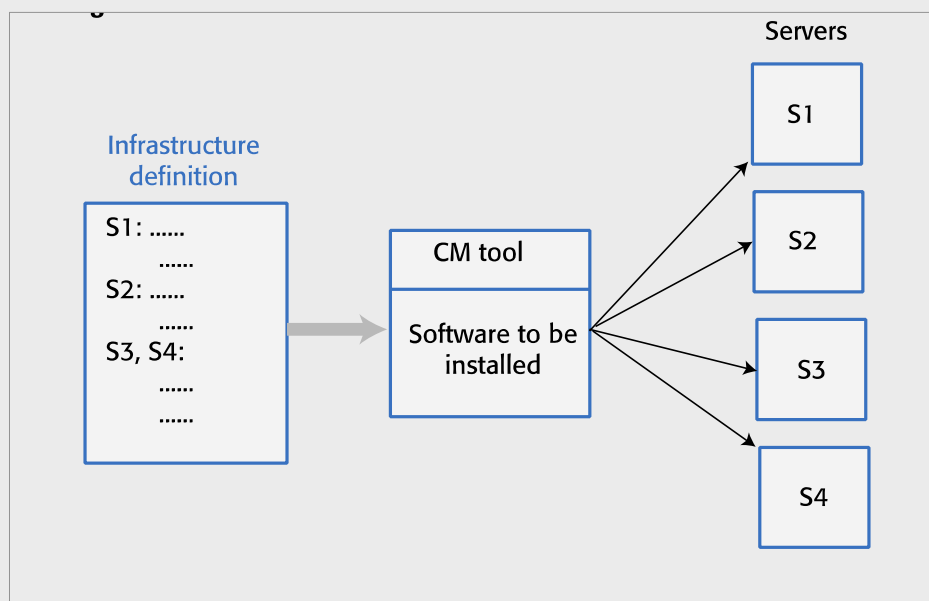 Servers
Infrastructure
definition
S1: ......
......
S2: ......
......
S3, S4:
......
......
CM tool
Software to be
installed
S1
S2
S3
S4